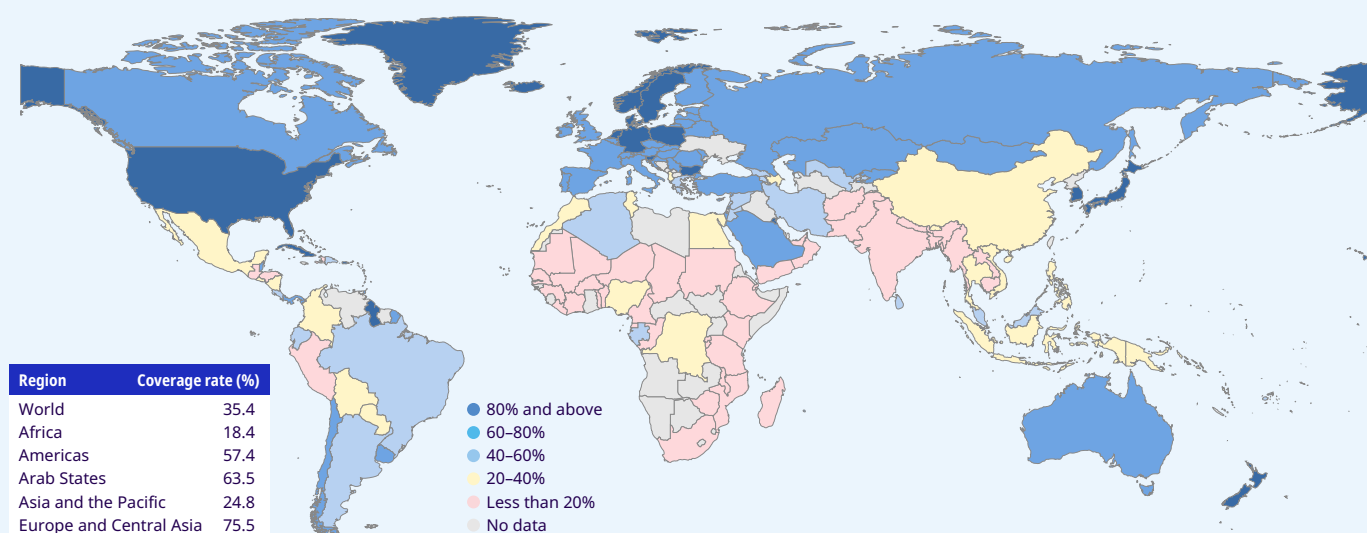 Region Coverage rate (%)
World 35.4
Africa 18.4
Americas 57.4
Arab States 63.5
Asia and the Pacific 24.8
Europe and Central Asia 75.5
80% and above
60–80%
40–60%
20–40%
Less than 20%
No data